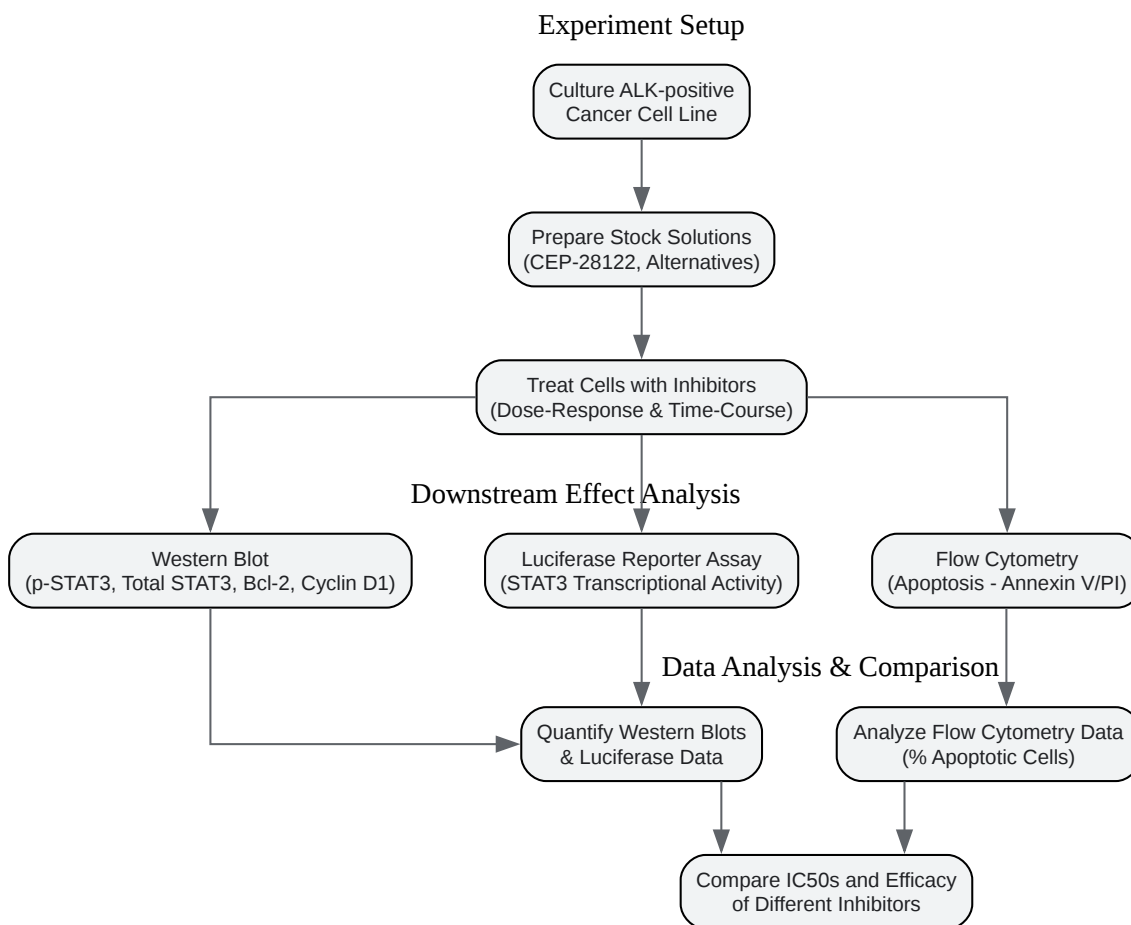 Experiment Setup
Culture ALK-positive
Cancer Cell Line
Prepare Stock Solutions
(CEP-28122, Alternatives)
Treat Cells with Inhibitors
(Dose-Response & Time-Course)
Downstream Effect Analysis
Western Blot
(p-STAT3, Total STAT3, Bcl-2, Cyclin D1)
Luciferase Reporter Assay
(STAT3 Transcriptional Activity)
Flow Cytometry
(Apoptosis - Annexin V/PI)
Data Analysis & Comparison
Quantify Western Blots
& Luciferase Data
Analyze Flow Cytometry Data
(% Apoptotic Cells)
Compare IC50s and Efficacy
of Different Inhibitors